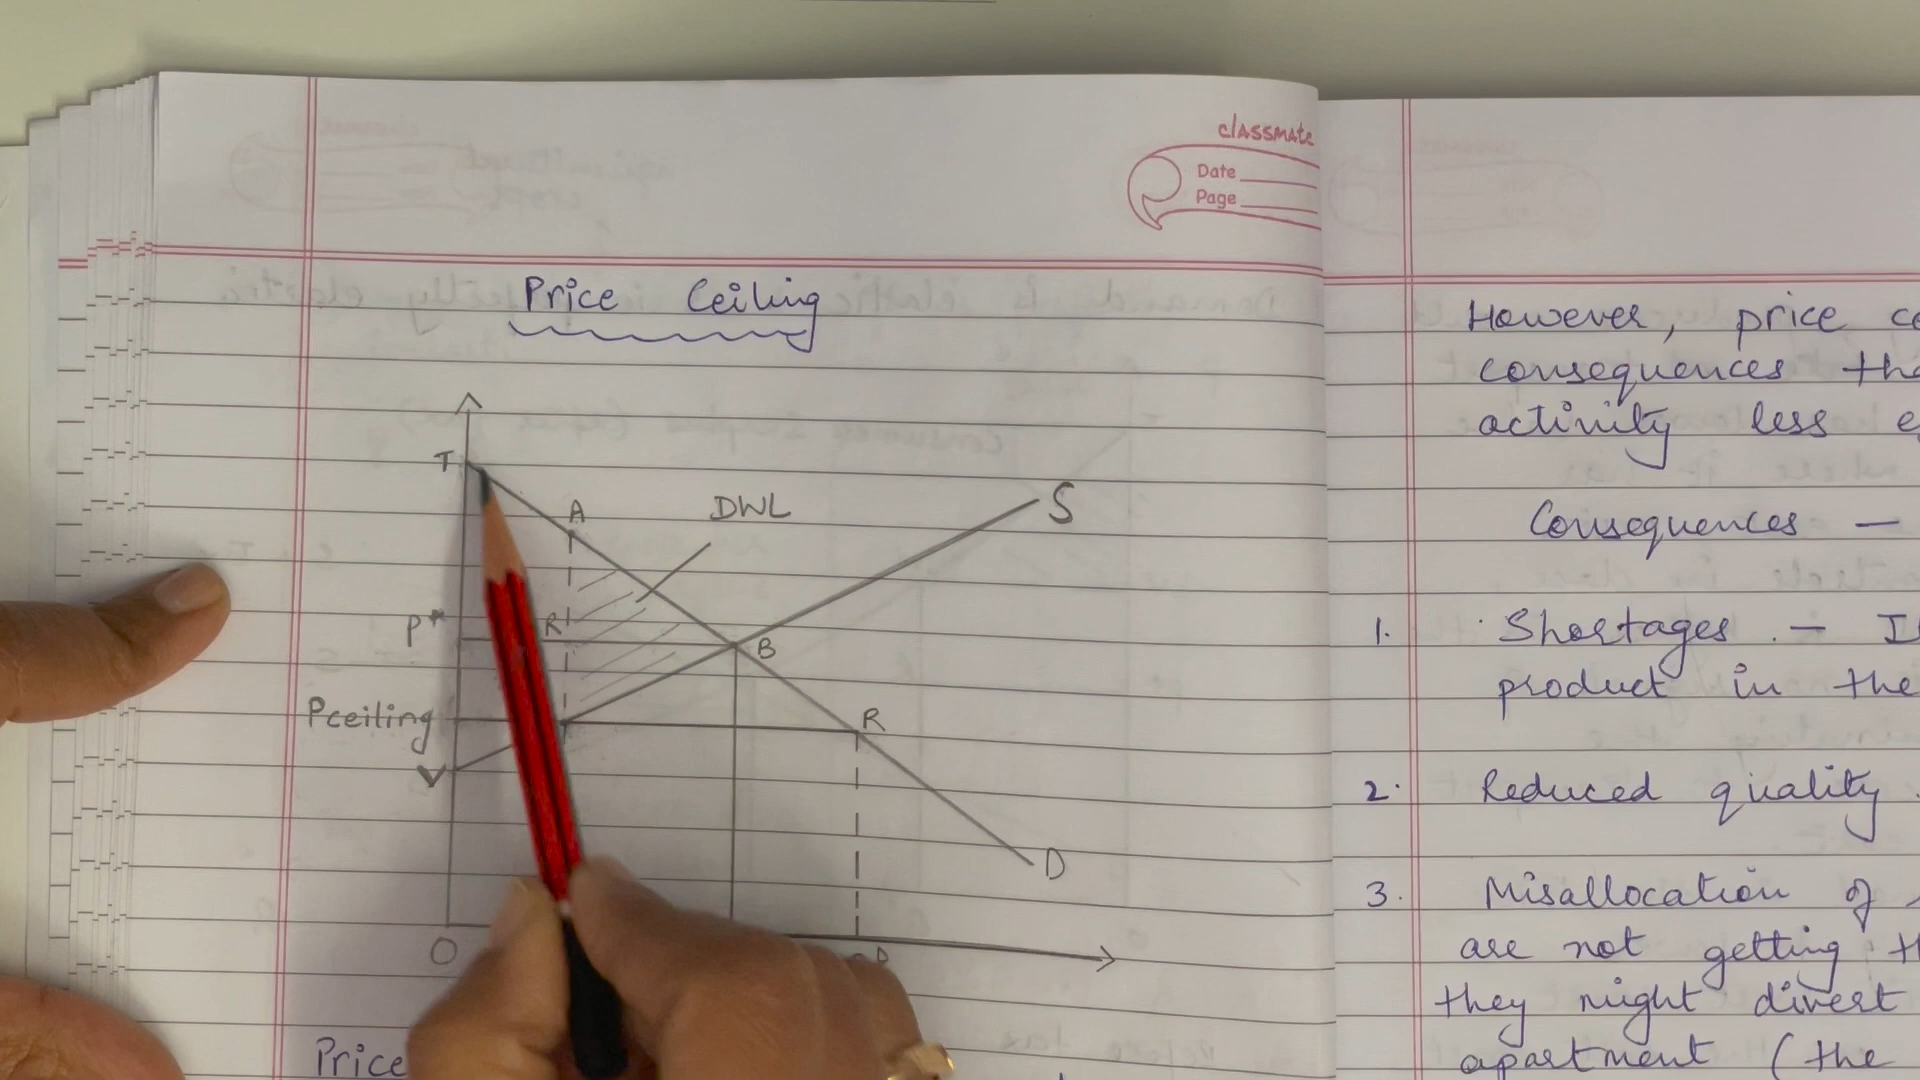 classmate
Date
Page
Price Ceiling
T
A
DWL
S
P*
R'
B
Pceiling
R
V
D
O
Price
However, price
consequences
activity less
Consequences —
1. Shortages. —
product in the
2. Reduced quality
3. Misallocation of
are not getting
they might divert
apartment (the